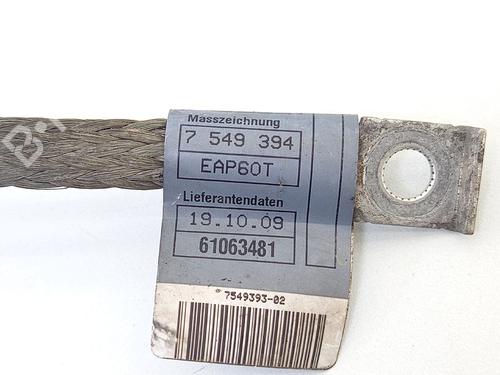 Masszeichnung
7 549 394
EAP60T
Lieferantendaten
19.10.09
61063481
7549393-02